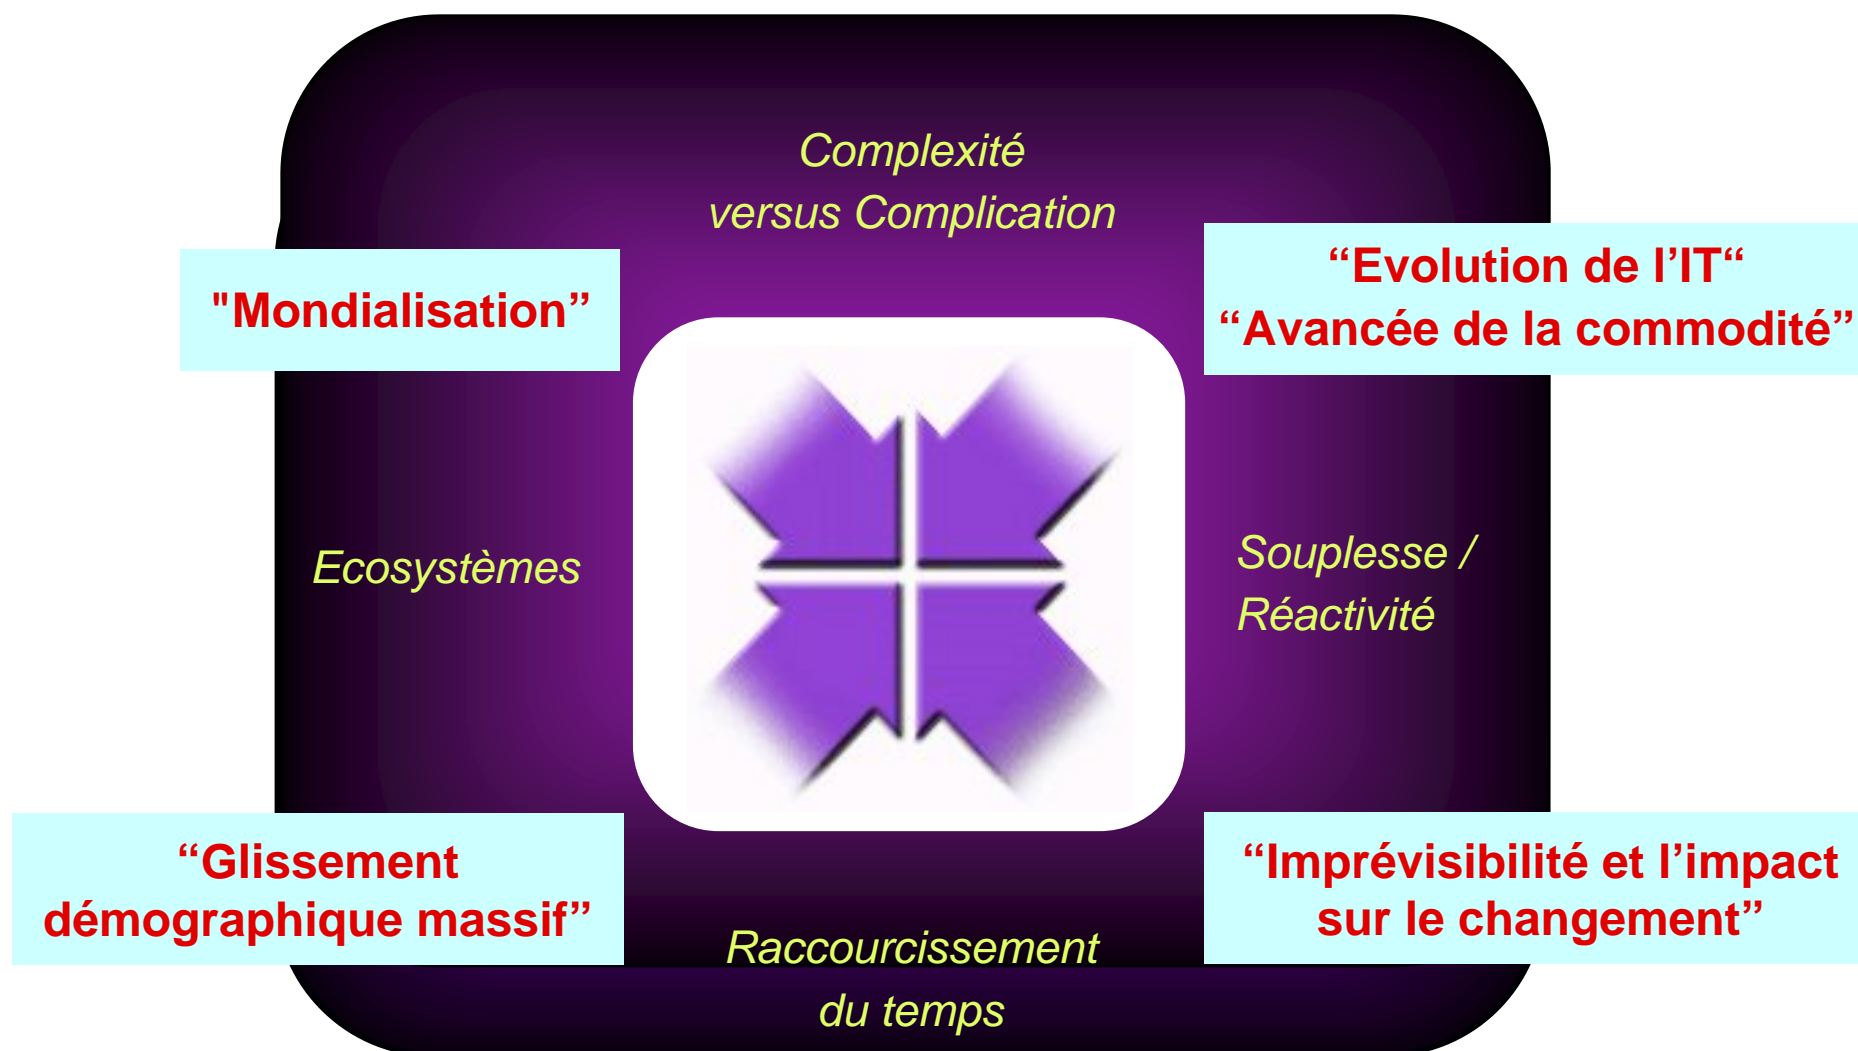 Complexité
versus Complication
"Mondialisation”
“Evolution de l’IT“
“Avancée de la commodité”
Ecosystèmes
Souplesse /
Réactivité
“Glissement
démographique massif”
“Imprévisibilité et l’impact
sur le changement”
Raccourcissement
du temps